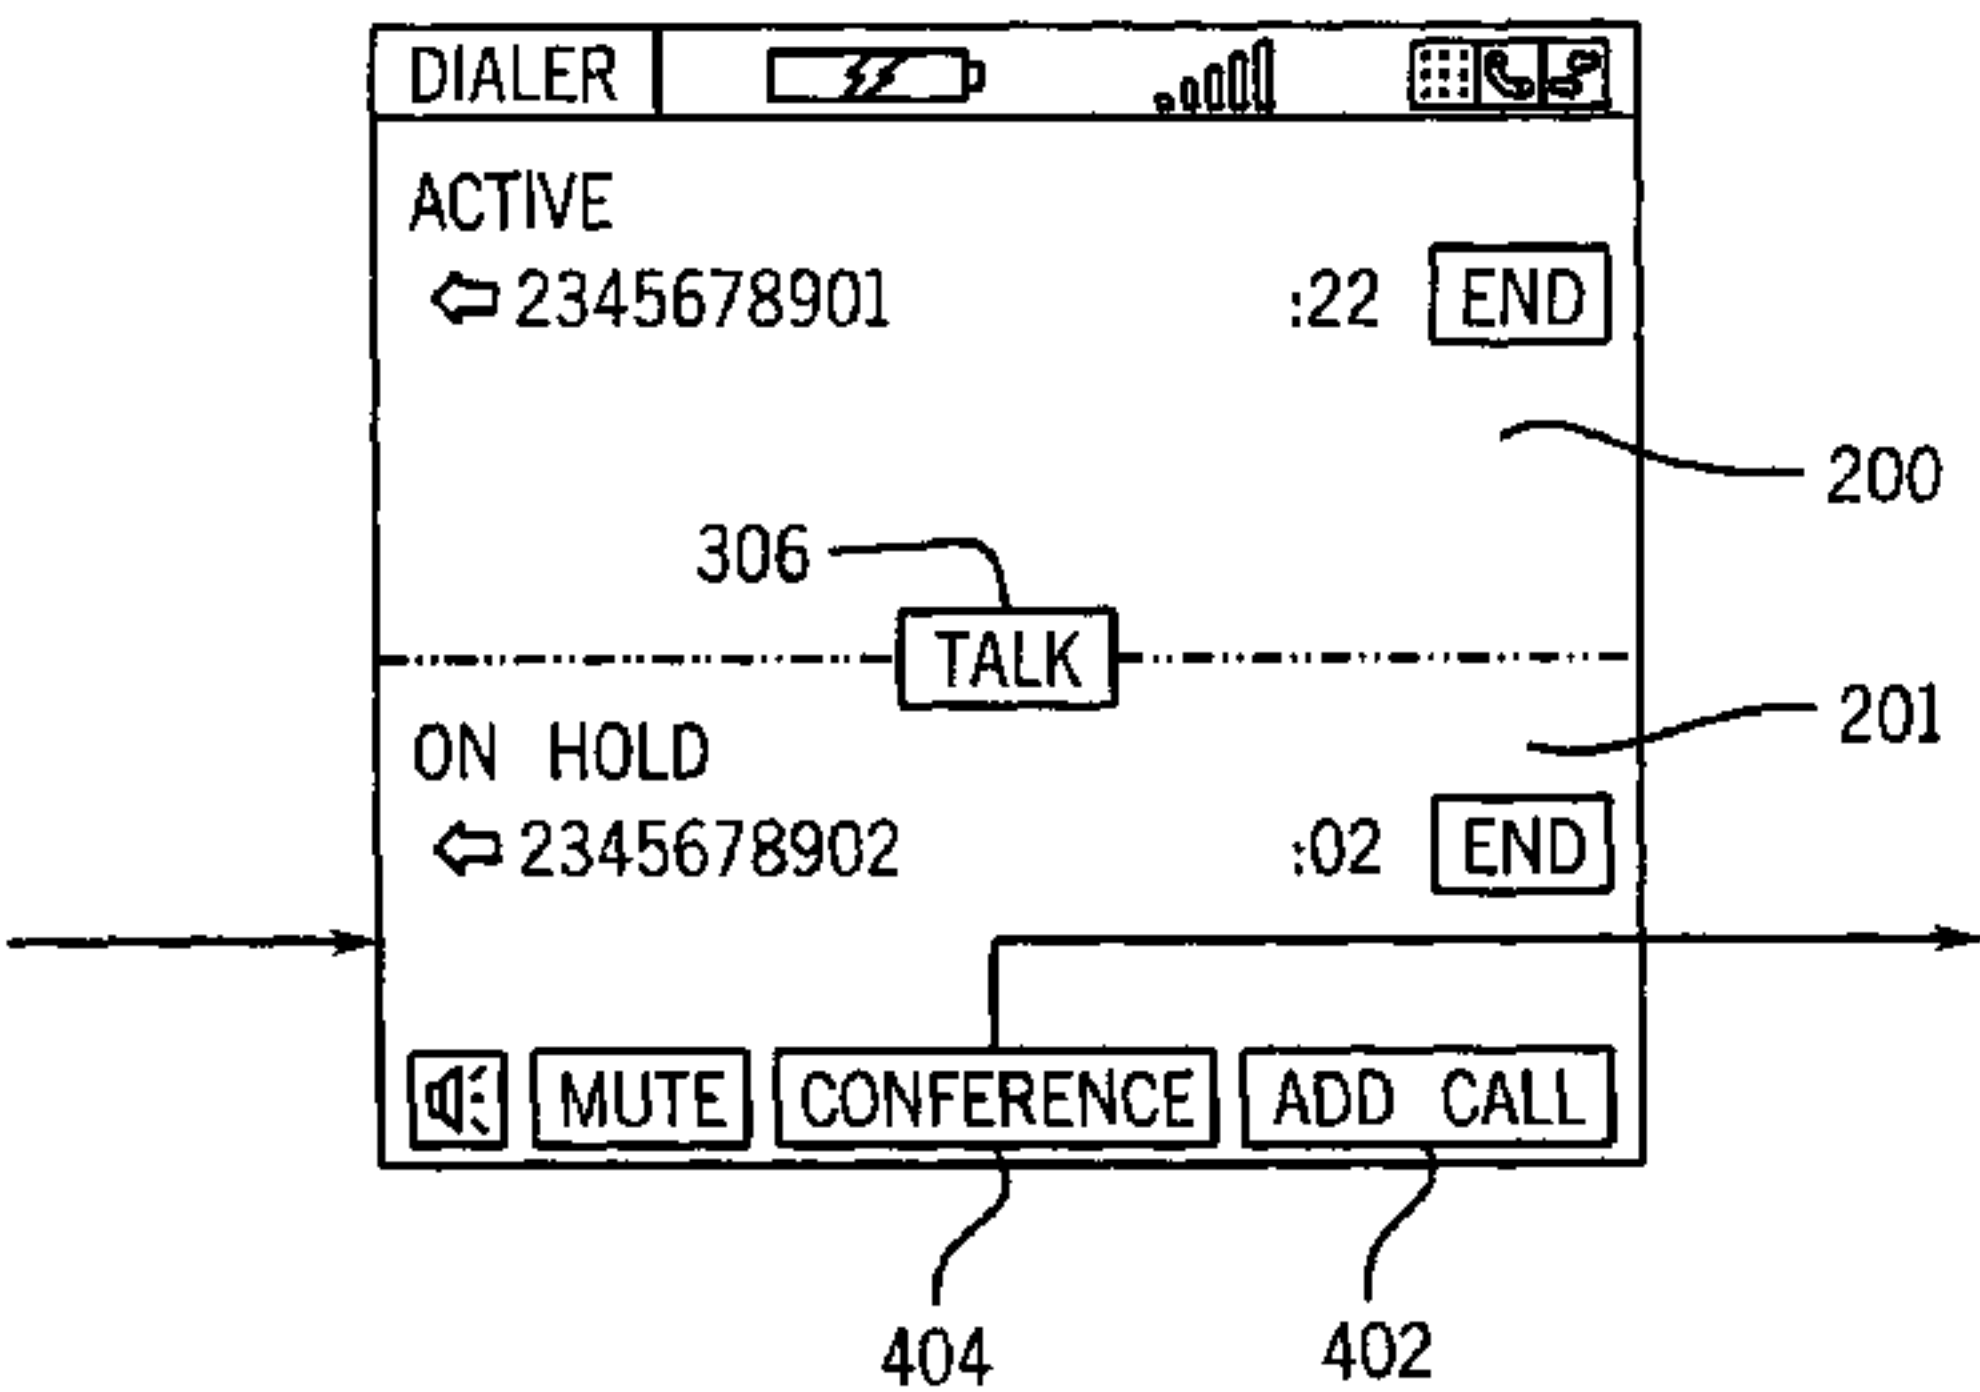 DIALER
ACTIVE
2345678901 :22 END
200
306
TALK
201
ON HOLD
2345678902 :02 END
MUTE CONFERENCE ADD CALL
404 402